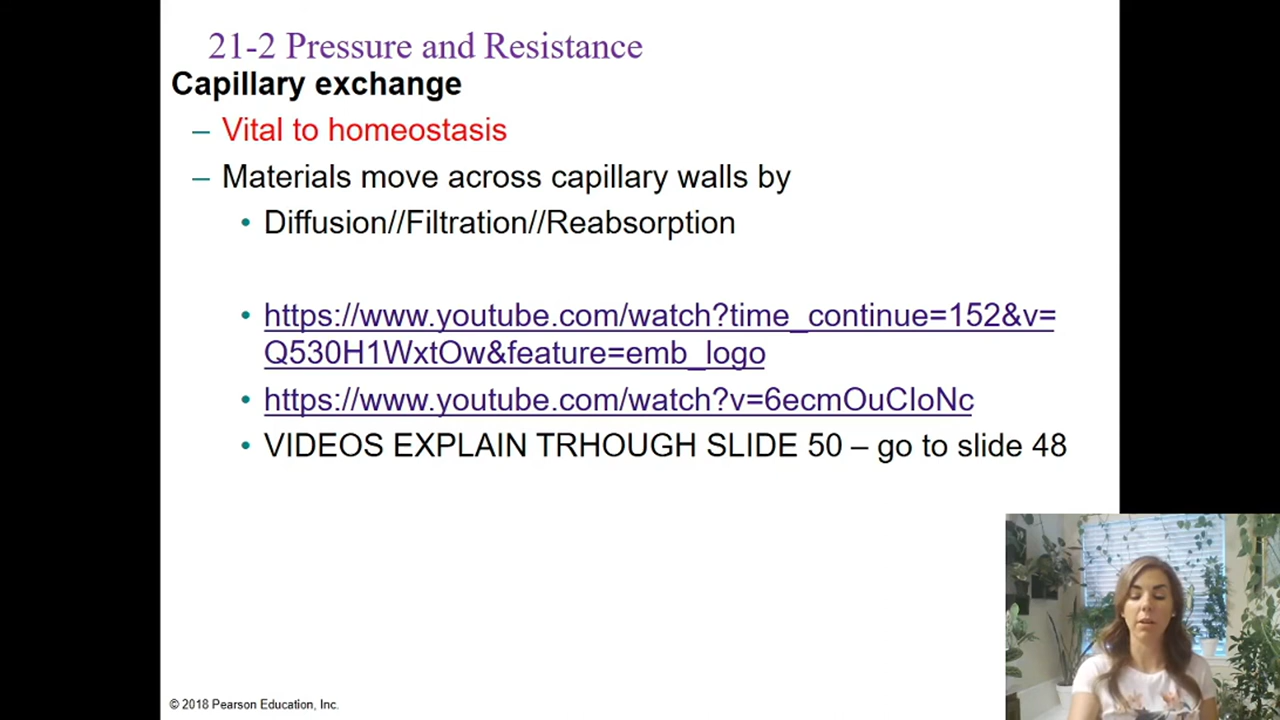 21-2 Pressure and Resistance
Capillary exchange
– Vital to homeostasis
– Materials move across capillary walls by
• Diffusion//Filtration//Reabsorption
• https://www.youtube.com/watch?time_continue=152&v=
Q530H1WxtOw&feature=emb_logo
• https://www.youtube.com/watch?v=6ecmOuCIoNc
• VIDEOS EXPLAIN TRHOUGH SLIDE 50 – go to slide 48
© 2018 Pearson Education, Inc.